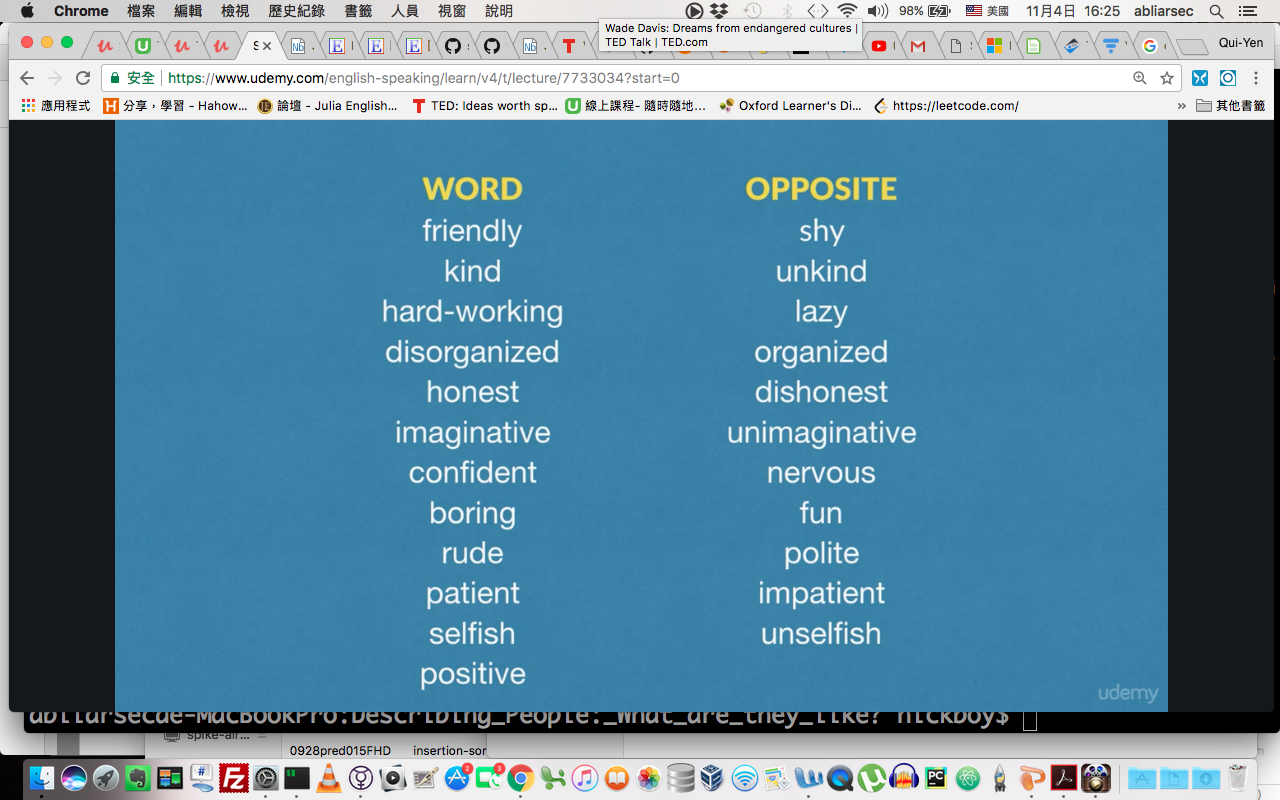 Chrome 檔案 編輯 檢視 歷史紀錄 書籤 人員 視窗 說明 98% 美國 11月4日 16:25 abliarsec
Wade Davis: Dreams from endangered cultures |
TED Talk | TED.com
Qui-Yen
安全 https://www.udemy.com/english-speaking/learn/v4/t/lecture/7733034?start=0
應用程式 分享，學習 - Hahow... 論壇 - Julia English... TED: Ideas worth sp... 線上課程- 隨時隨地... Oxford Learner's Di... https://leetcode.com/ » 其他書籤
WORD OPPOSITE
friendly shy
kind unkind
hard-working lazy
disorganized organized
honest dishonest
imaginative unimaginative
confident nervous
boring fun
rude polite
patient impatient
selfish unselfish
positive
udemy
abliarsecde-MacBookPro:Describing_People:_What_are_they_like? nickboy$
spike-air...
0928pred015FHD insertion-sor